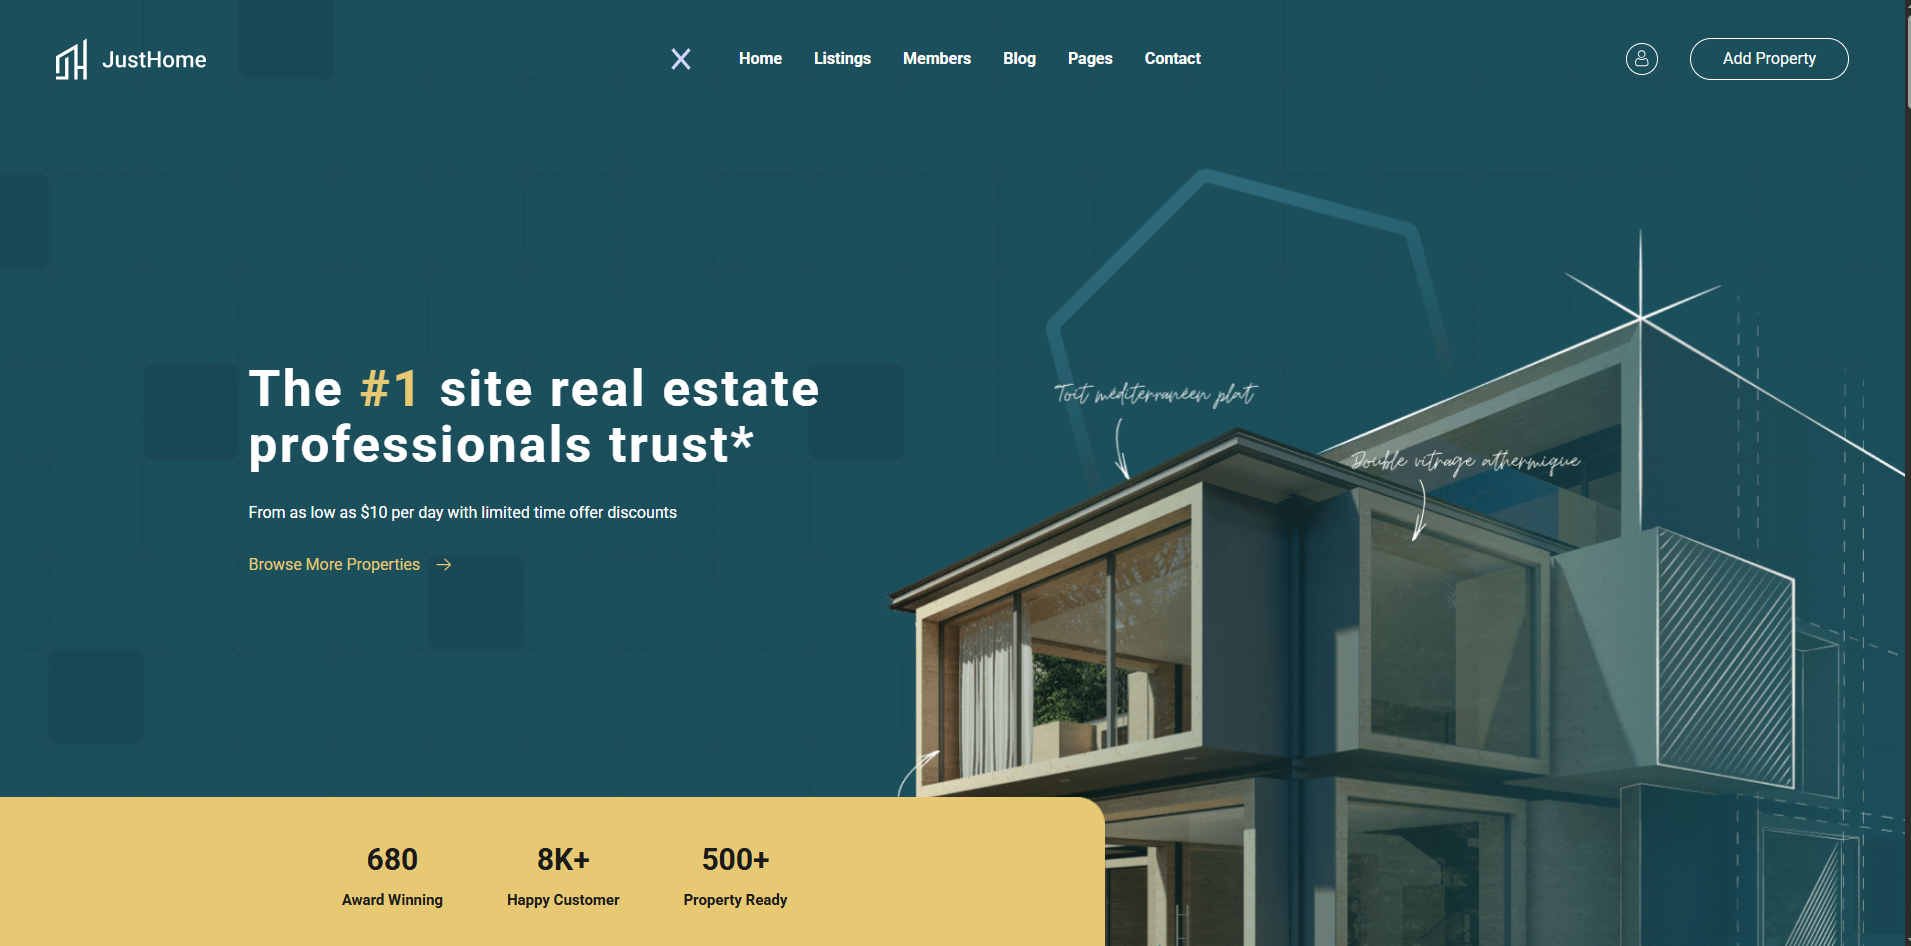 JustHome
Home Listings Members Blog Pages Contact
Add Property
Toit méditerranéen plat
Double vitrage athermique
The #1 site real estate
professionals trust*
From as low as $10 per day with limited time offer discounts
Browse More Properties
680
Award Winning
8K+
Happy Customer
500+
Property Ready